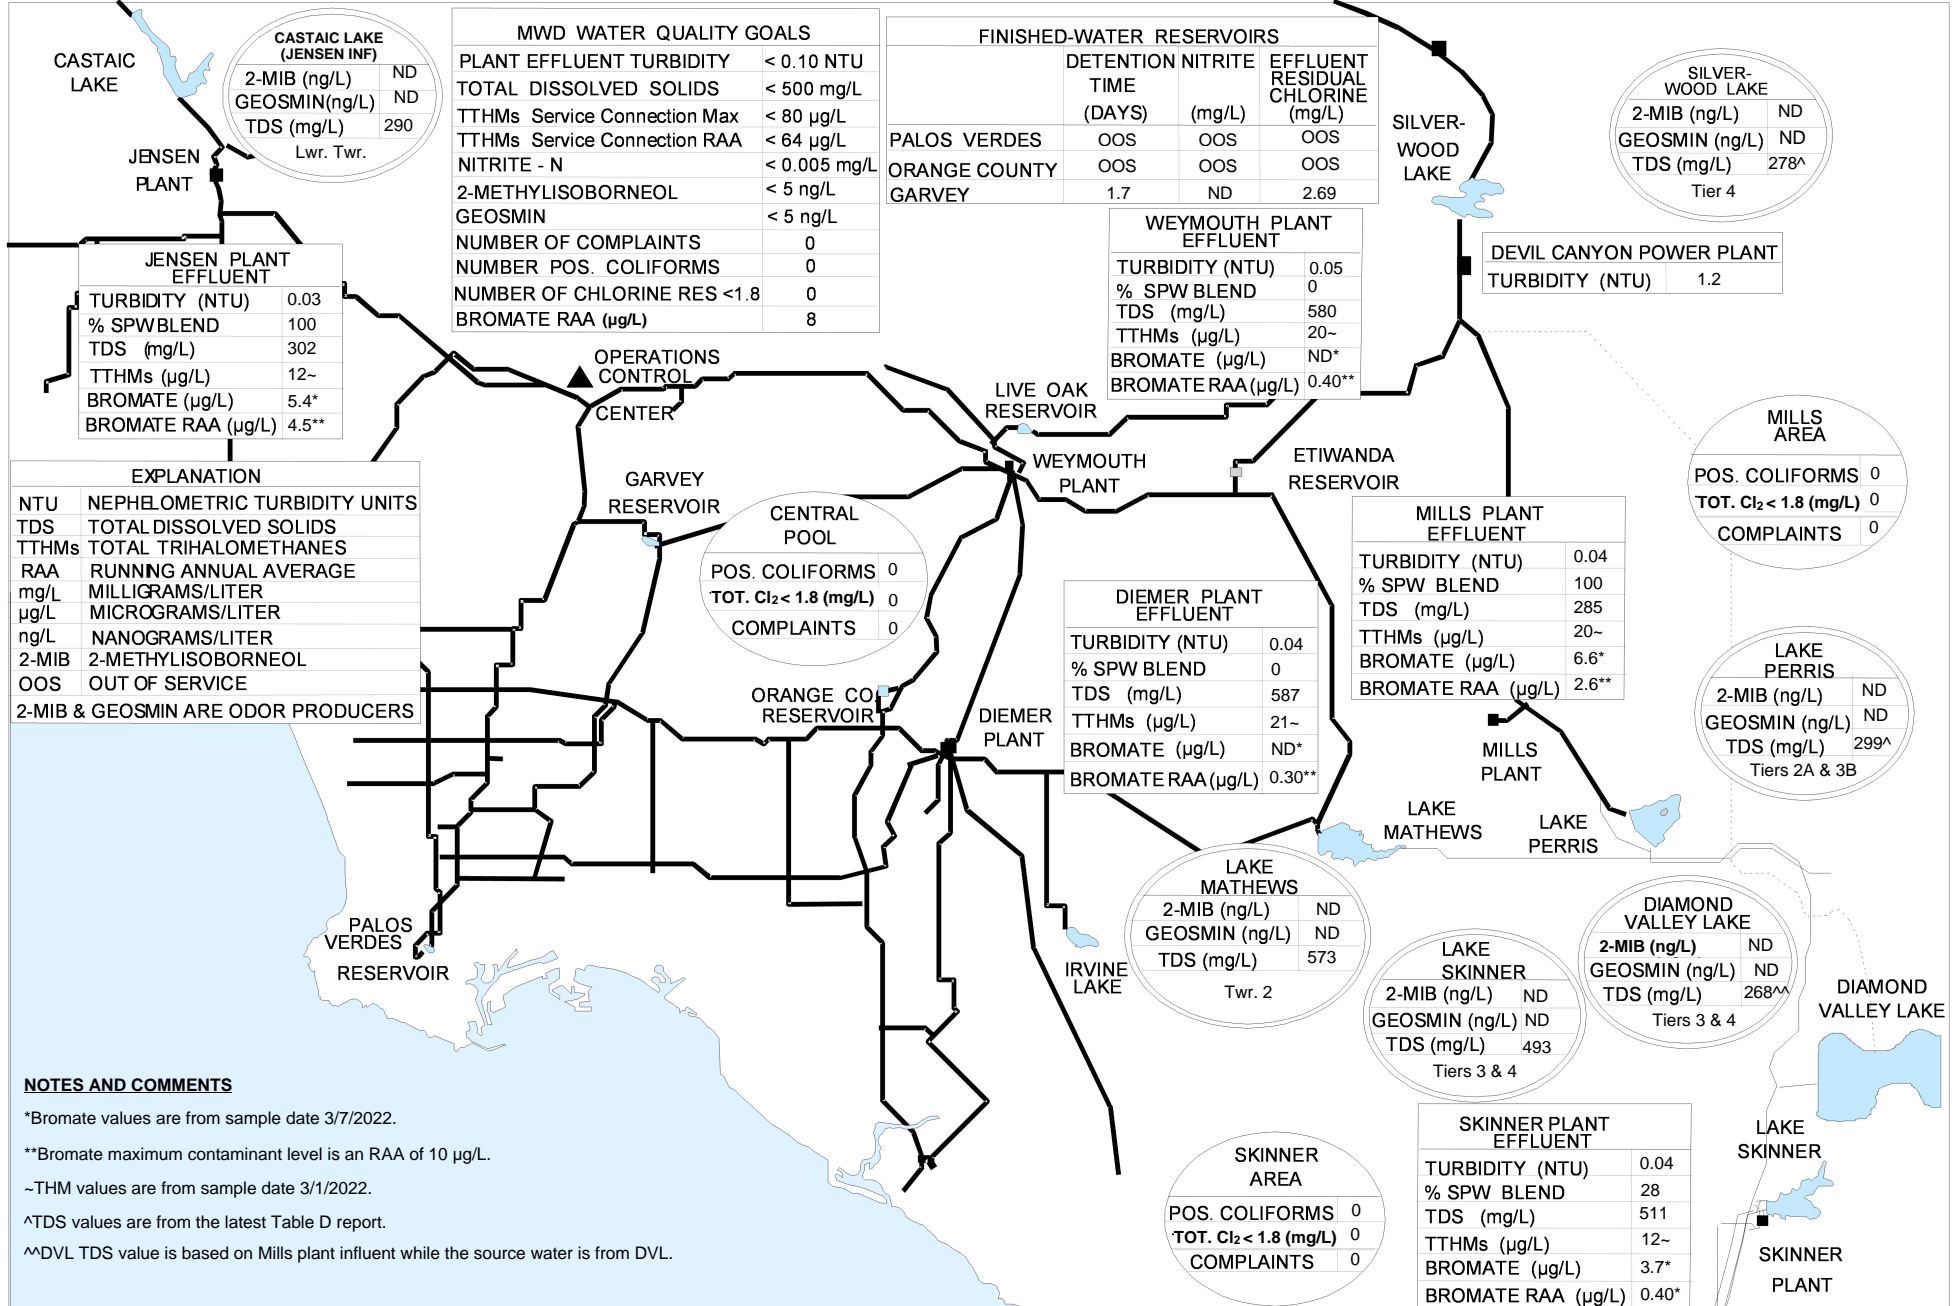 CASTAIC
LAKE
CASTAIC LAKE
(JENSEN INF)
2-MIB (ng/L) ND
GEOSMIN(ng/L) ND
TDS (mg/L) 290
Lwr. Twr.
JENSEN
PLANT
MWD WATER QUALITY GOALS
PLANT EFFLUENT TURBIDITY < 0.10 NTU
TOTAL DISSOLVED SOLIDS < 500 mg/L
TTHMs Service Connection Max < 80 µg/L
TTHMs Service Connection RAA < 64 µg/L
NITRITE - N < 0.005 mg/L
2-METHYLISOBORNEOL < 5 ng/L
GEOSMIN < 5 ng/L
NUMBER OF COMPLAINTS 0
NUMBER POS. COLIFORMS 0
NUMBER OF CHLORINE RES <1.8 0
BROMATE RAA (µg/L) 8
FINISHED-WATER RESERVOIRS
DETENTION NITRITE EFFLUENT
TIME RESIDUAL
CHLORINE
(DAYS) (mg/L) (mg/L)
PALOS VERDES OOS OOS OOS
ORANGE COUNTY OOS OOS OOS
GARVEY 1.7 ND 2.69
SILVER-
WOOD
LAKE
SILVER-
WOOD LAKE
2-MIB (ng/L) ND
GEOSMIN (ng/L) ND
TDS (mg/L) 278^
Tier 4
JENSEN PLANT
EFFLUENT
TURBIDITY (NTU) 0.03
% SPW BLEND 100
TDS (mg/L) 302
TTHMs (µg/L) 12~
BROMATE (µg/L) 5.4*
BROMATE RAA (µg/L) 4.5**
WEYMOUTH PLANT
EFFLUENT
TURBIDITY (NTU) 0.05
% SPW BLEND 0
TDS (mg/L) 580
TTHMs (µg/L) 20~
BROMATE (µg/L) ND*
BROMATE RAA (µg/L) 0.40**
DEVIL CANYON POWER PLANT
TURBIDITY (NTU) 1.2
OPERATIONS
CONTROL
CENTER
LIVE OAK
RESERVOIR
WEYMOUTH
PLANT
ETIWANDA
RESERVOIR
GARVEY
RESERVOIR
MILLS
AREA
POS. COLIFORMS 0
TOT. Cl2 < 1.8 (mg/L) 0
COMPLAINTS 0
EXPLANATION
NTU NEPHELOMETRIC TURBIDITY UNITS
TDS TOTAL DISSOLVED SOLIDS
TTHMs TOTAL TRIHALOMETHANES
RAA RUNNING ANNUAL AVERAGE
mg/L MILLIGRAMS/LITER
µg/L MICROGRAMS/LITER
ng/L NANOGRAMS/LITER
2-MIB 2-METHYLISOBORNEOL
OOS OUT OF SERVICE
2-MIB & GEOSMIN ARE ODOR PRODUCERS
CENTRAL
POOL
POS. COLIFORMS 0
TOT. Cl2 < 1.8 (mg/L) 0
COMPLAINTS 0
MILLS PLANT
EFFLUENT
TURBIDITY (NTU) 0.04
% SPW BLEND 100
TDS (mg/L) 285
TTHMs (µg/L) 20~
BROMATE (µg/L) 6.6*
BROMATE RAA (µg/L) 2.6**
DIEMER PLANT
EFFLUENT
TURBIDITY (NTU) 0.04
% SPW BLEND 0
TDS (mg/L) 587
TTHMs (µg/L) 21~
BROMATE (µg/L) ND*
BROMATE RAA (µg/L) 0.30**
LAKE
PERRIS
2-MIB (ng/L) ND
GEOSMIN (ng/L) ND
TDS (mg/L) 299^
Tiers 2A & 3B
ORANGE CO
RESERVOIR
DIEMER
PLANT
MILLS
PLANT
LAKE
MATHEWS
LAKE
PERRIS
LAKE
MATHEWS
2-MIB (ng/L) ND
GEOSMIN (ng/L) ND
TDS (mg/L) 573
Twr. 2
DIAMOND
VALLEY LAKE
2-MIB (ng/L) ND
GEOSMIN (ng/L) ND
TDS (mg/L) 268^^
Tiers 3 & 4
PALOS
VERDES
RESERVOIR
IRVINE
LAKE
LAKE
SKINNER
2-MIB (ng/L) ND
GEOSMIN (ng/L) ND
TDS (mg/L) 493
Tiers 3 & 4
DIAMOND
VALLEY LAKE
NOTES AND COMMENTS
*Bromate values are from sample date 3/7/2022.
**Bromate maximum contaminant level is an RAA of 10 µg/L.
~THM values are from sample date 3/1/2022.
^TDS values are from the latest Table D report.
^^DVL TDS value is based on Mills plant influent while the source water is from DVL.
SKINNER
AREA
POS. COLIFORMS 0
TOT. Cl2 < 1.8 (mg/L) 0
COMPLAINTS 0
SKINNER PLANT
EFFLUENT
TURBIDITY (NTU) 0.04
% SPW BLEND 28
TDS (mg/L) 511
TTHMs (µg/L) 12~
BROMATE (µg/L) 3.7*
BROMATE RAA (µg/L) 0.40*
LAKE
SKINNER
SKINNER
PLANT